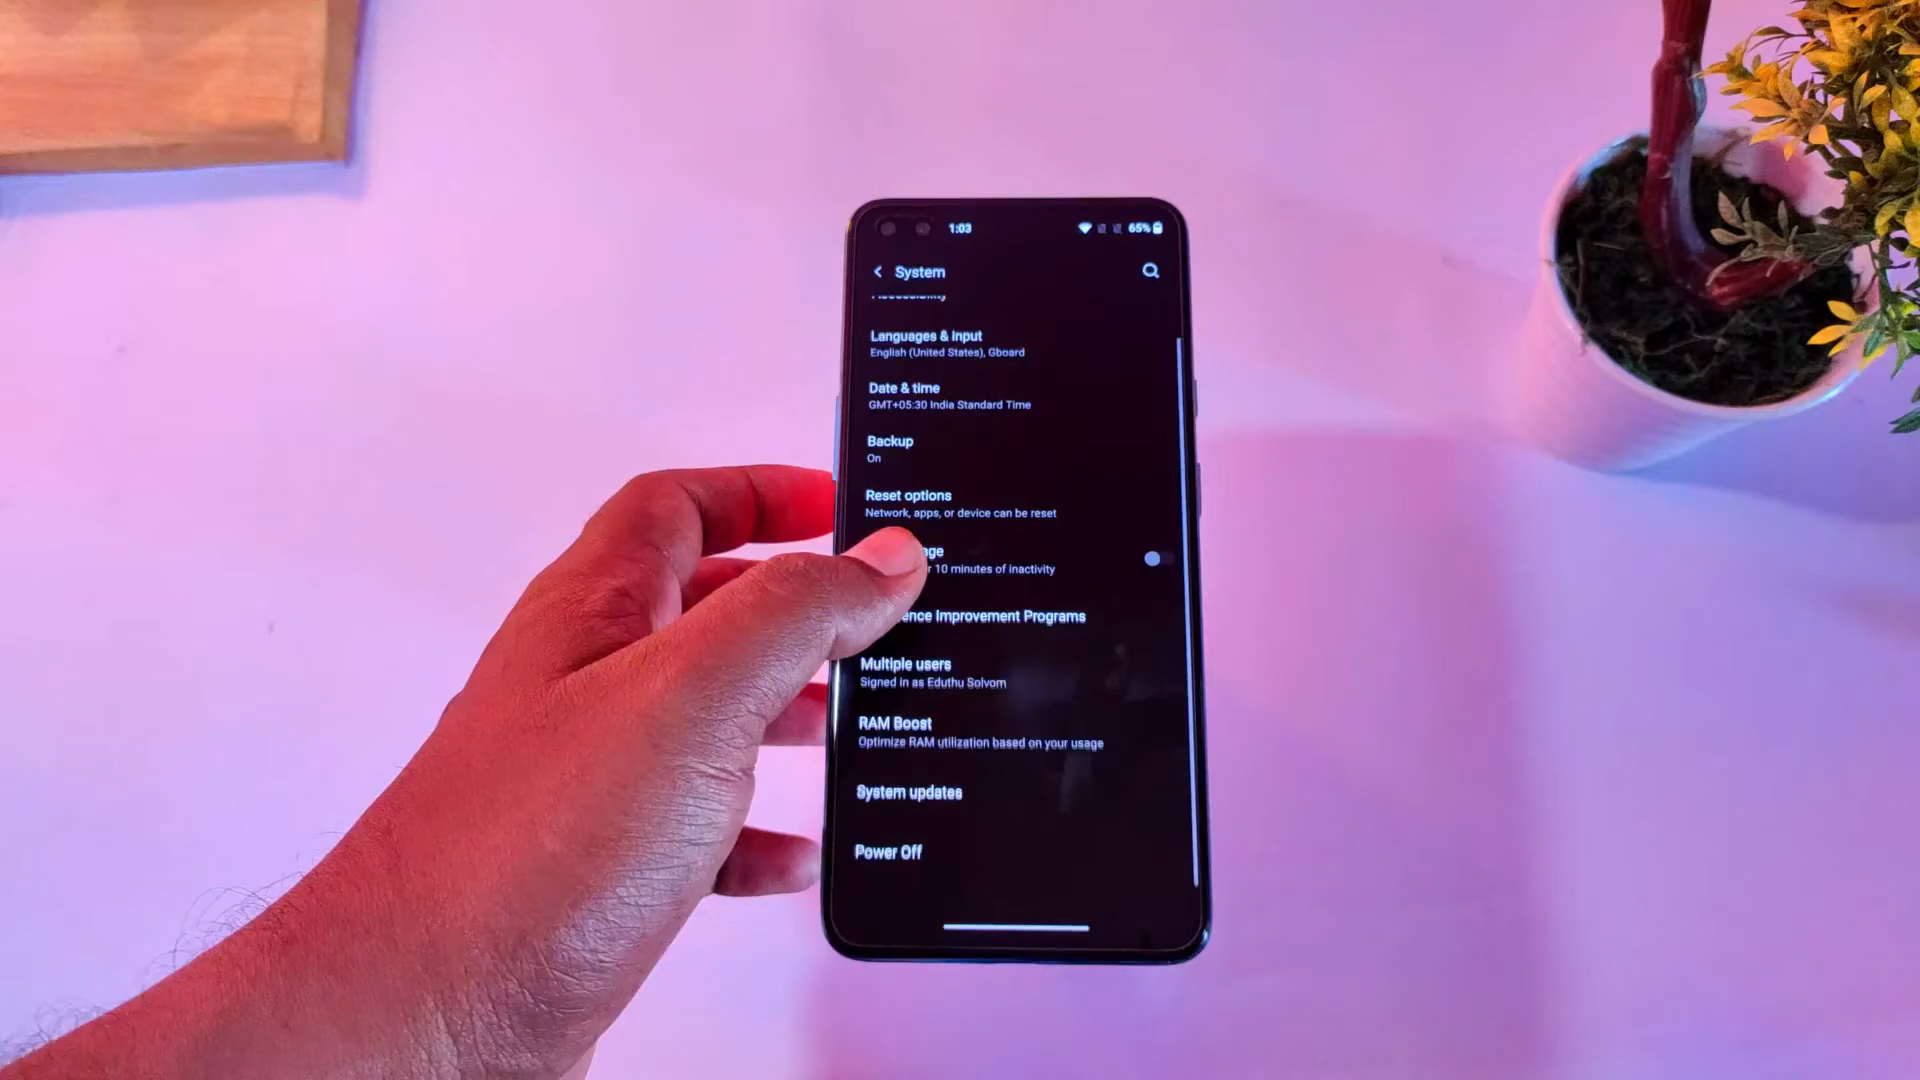 1:03 65%
System
Accessibility
Languages & input
English (United States), Gboard
Date & time
GMT+05:30 India Standard Time
Backup
On
Reset options
Network, apps, or device can be reset
10 minutes of inactivity
Improvement Programs
Multiple users
Signed in as Eduthu Solvom
RAM Boost
Optimize RAM utilization based on your usage
System updates
Power Off